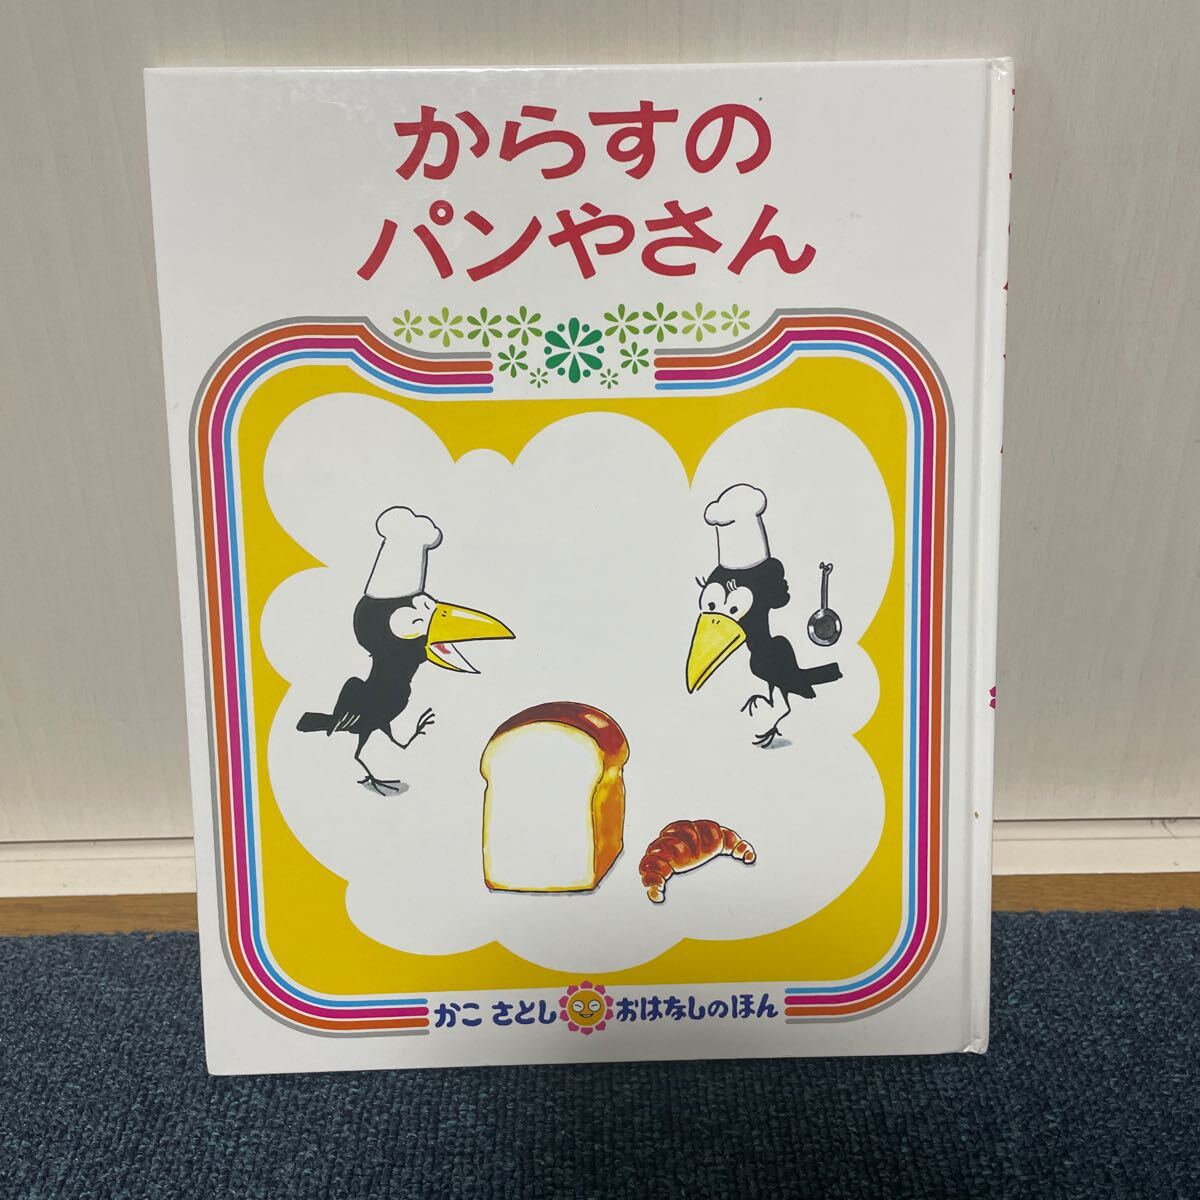 からすの
パンやさん
かこ さとし おはなしのほん